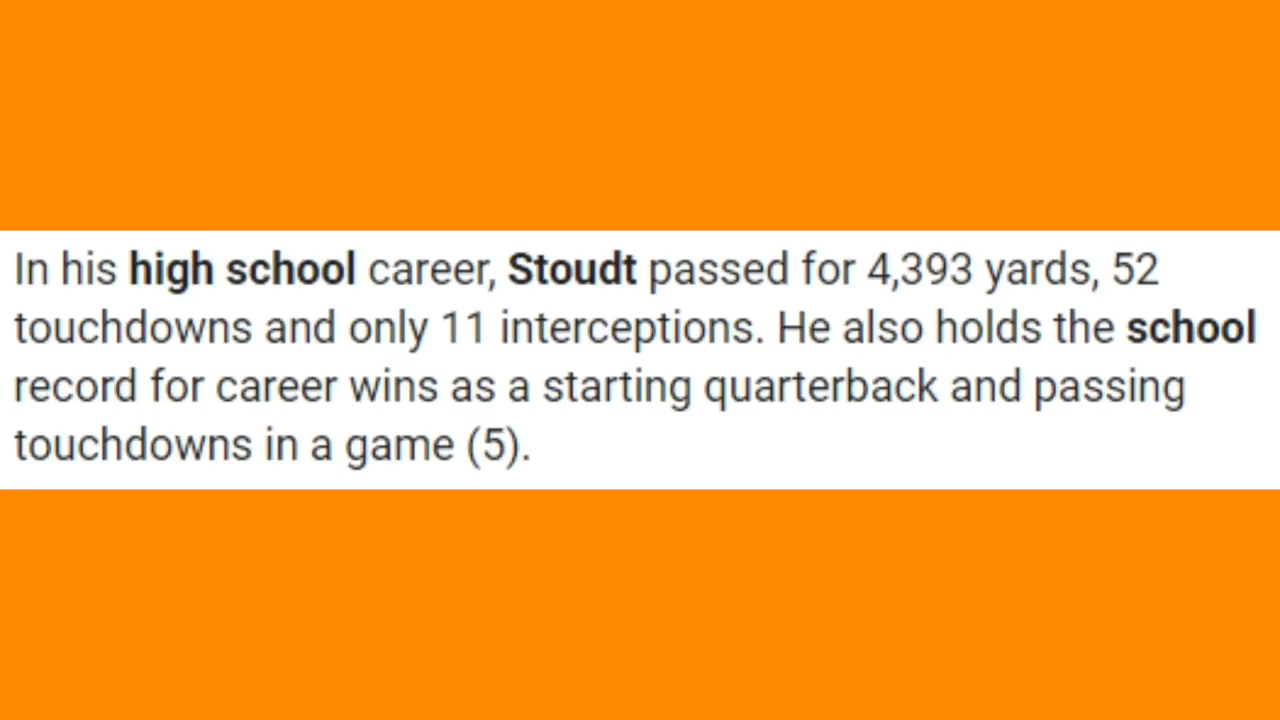 In his high school career, Stoudt passed for 4,393 yards, 52
touchdowns and only 11 interceptions. He also holds the school
record for career wins as a starting quarterback and passing
touchdowns in a game (5).